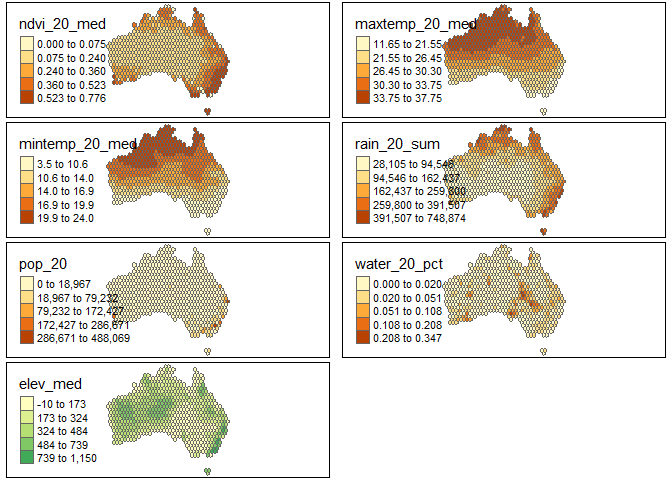 ndvi_20_med
0.000 to 0.075
0.075 to 0.240
0.240 to 0.360
0.360 to 0.523
0.523 to 0.776
maxtemp_20_med
11.65 to 21.55
21.55 to 26.45
26.45 to 30.30
30.30 to 33.75
33.75 to 37.75
mintemp_20_med
3.5 to 10.6
10.6 to 14.0
14.0 to 16.9
16.9 to 19.9
19.9 to 24.0
rain_20_sum
28,105 to 94,546
94,546 to 162,437
162,437 to 259,800
259,800 to 391,507
391,507 to 748,874
pop_20
0 to 18,967
18,967 to 79,232
79,232 to 172,427
172,427 to 286,671
286,671 to 488,069
water_20_pct
0.000 to 0.020
0.020 to 0.051
0.051 to 0.108
0.108 to 0.208
0.208 to 0.347
elev_med
-10 to 173
173 to 324
324 to 484
484 to 739
739 to 1,150